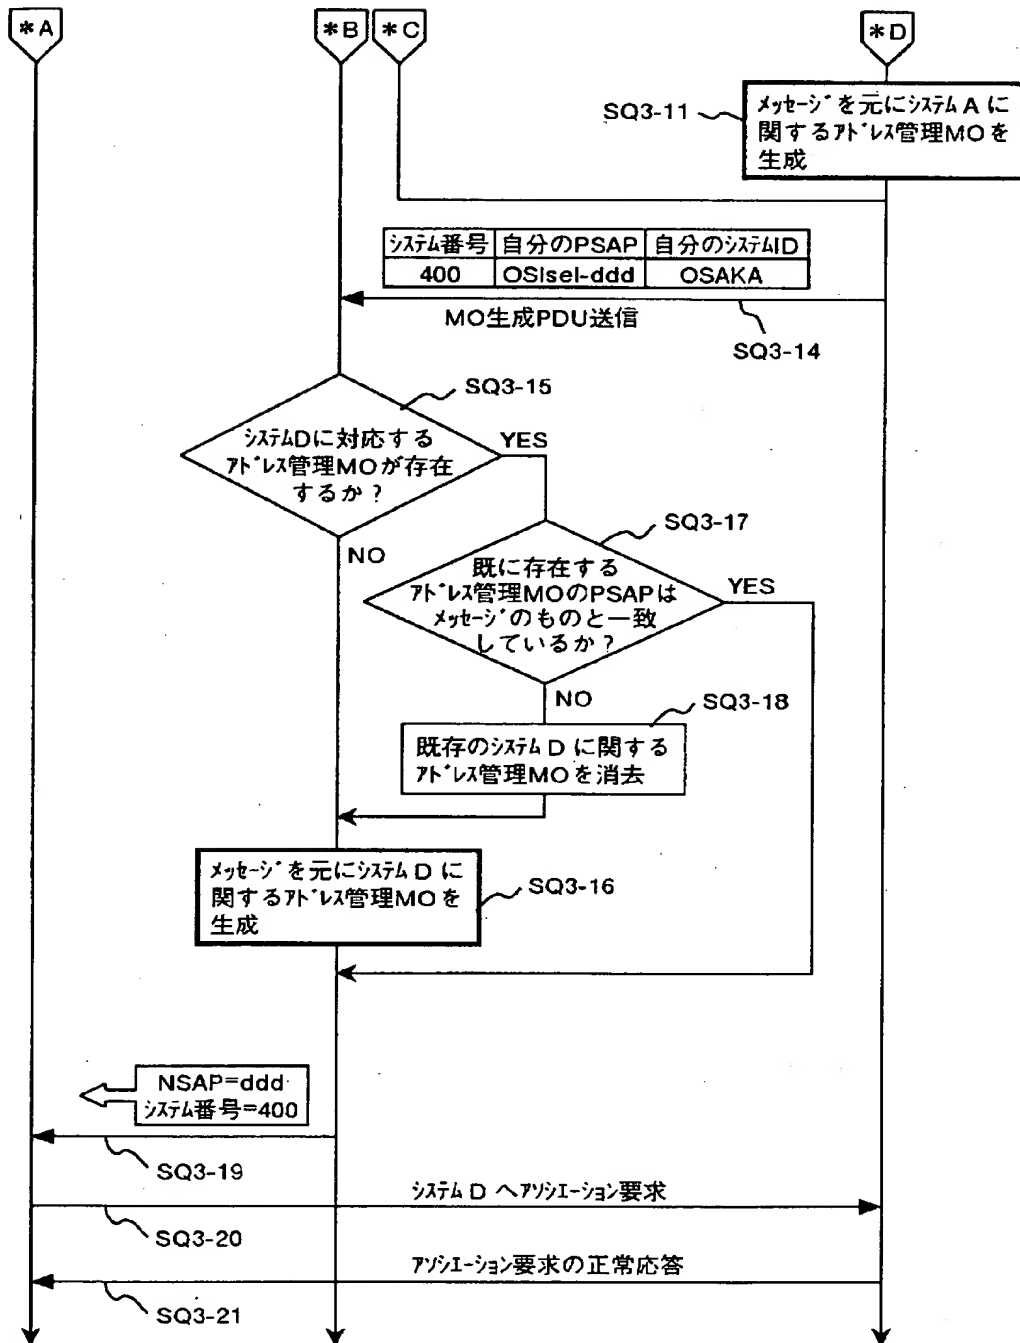 *A
*B
*C
*D
SQ3-11
メッセージを元にシステムAに
関するアドレス管理MOを
生成
システム番号 自分のPSAP 自分のシステムID
400 OSIsel-ddd OSAKA
MO生成PDU送信
SQ3-14
SQ3-15
システムDに対応する
アドレス管理MOが存在
するか?
YES
NO
SQ3-17
既に存在する
アドレス管理MOのPSAPは
メッセージのものと一致
しているか?
YES
NO
SQ3-18
既存のシステムDに関する
アドレス管理MOを消去
メッセージを元にシステムDに
関するアドレス管理MOを
生成
SQ3-16
NSAP=ddd
システム番号=400
SQ3-19
システムDへアソシエーション要求
SQ3-20
アソシエーション要求の正常応答
SQ3-21